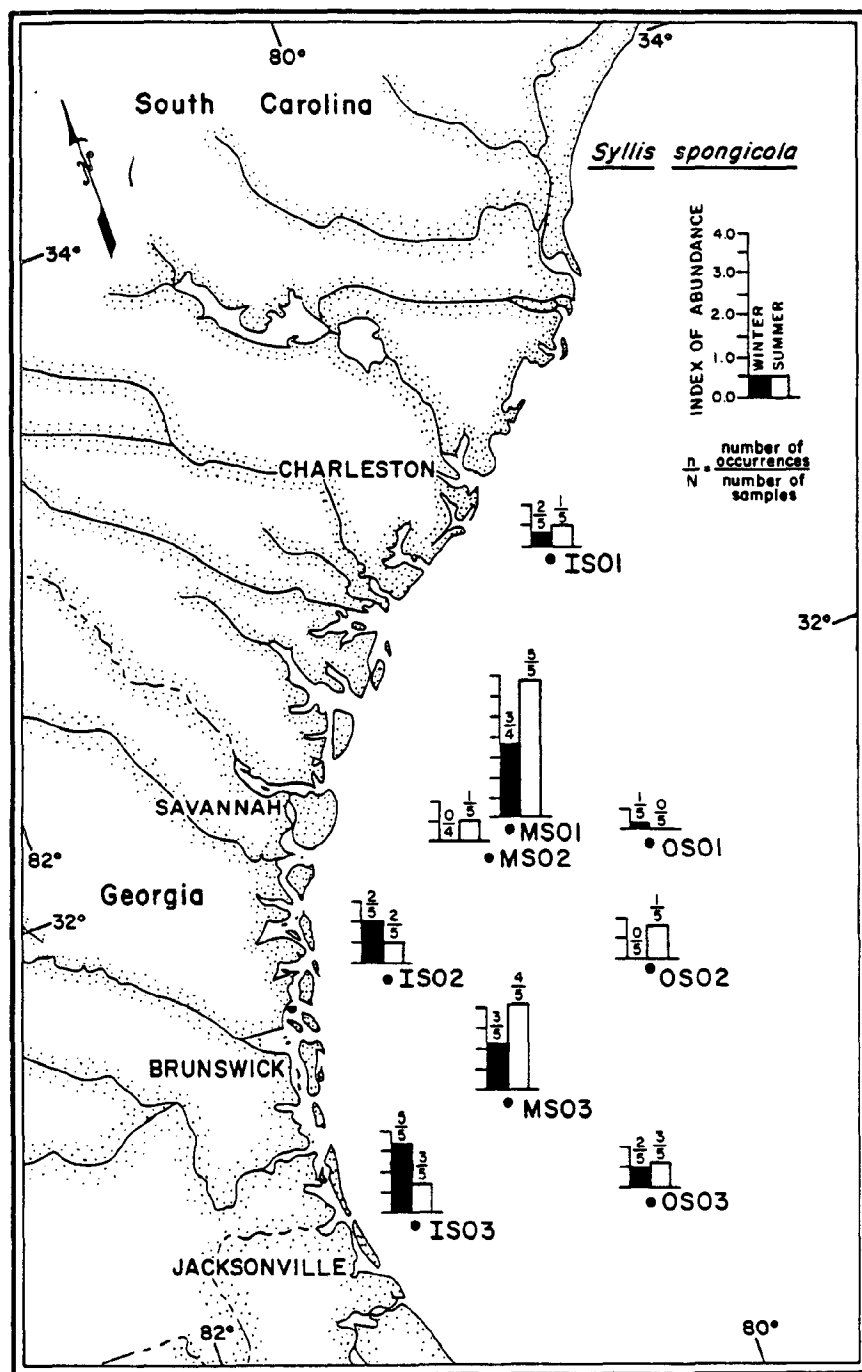 80°
34°
South Carolina
Syllis spongicola
N
34°
INDEX OF ABUNDANCE
4.0
3.0
2.0
1.0
0.0
WINTER
SUMMER
n/N = number of occurrences / number of samples
CHARLESTON
2/5 1/5
IS01
32°
3/4 5/5
MS01
SAVANNAH
0/4 1/5
MS02
1/5 0/5
OS01
82°
Georgia
32°
2/5 2/5
IS02
0/5 1/5
OS02
BRUNSWICK
3/5 4/5
MS03
5/5 3/5
IS03
2/5 3/5
OS03
JACKSONVILLE
82°
80°